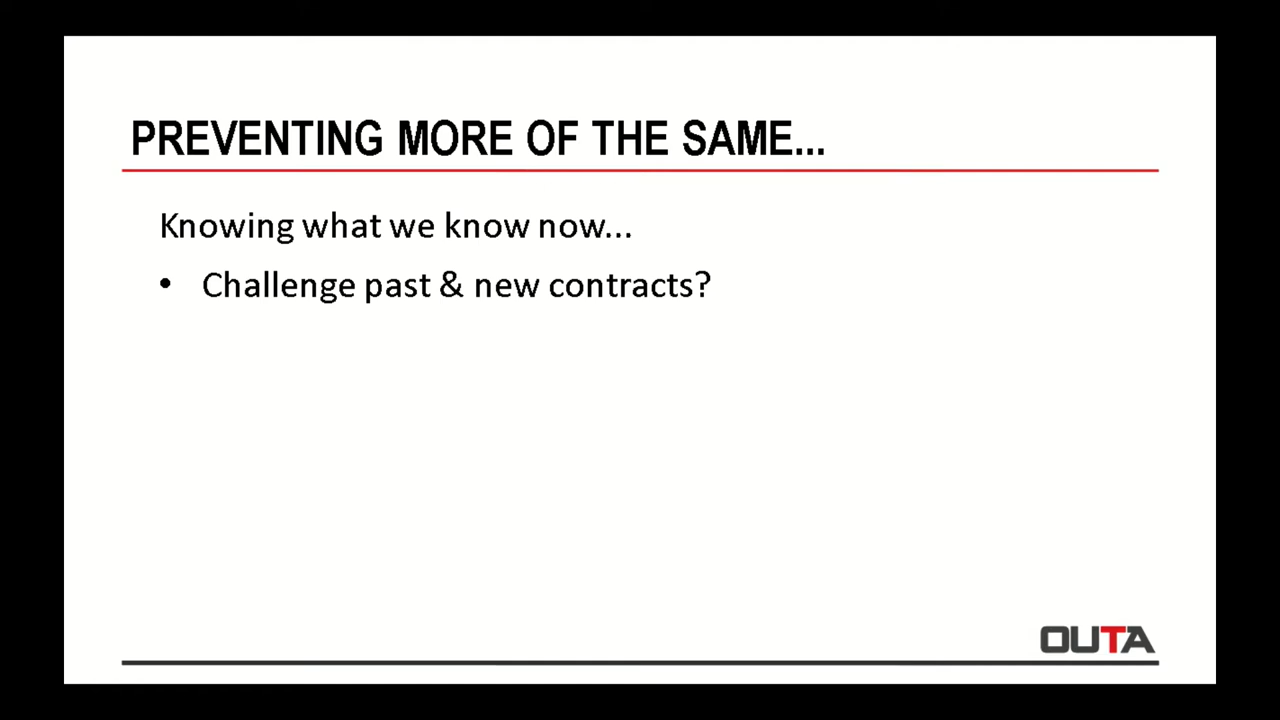 PREVENTING MORE OF THE SAME...
Knowing what we know now...
• Challenge past & new contracts?
OUTA